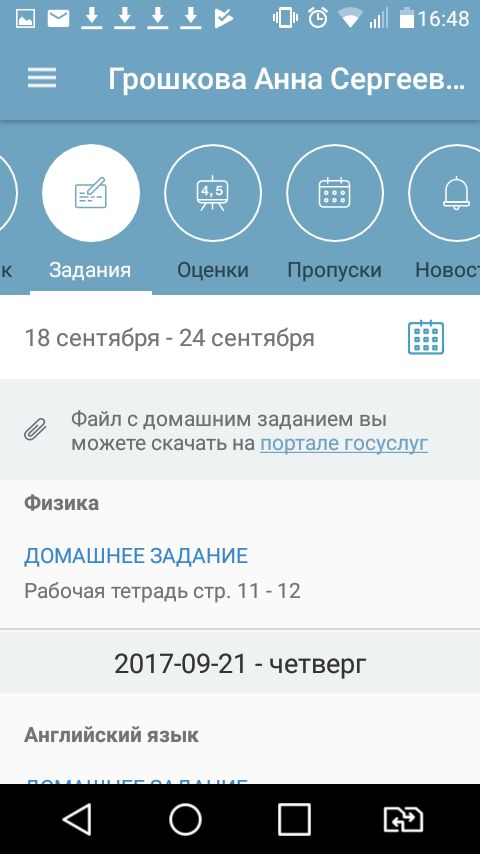 16:48
Грошкова Анна Сергеев...
к
Задания
4,5
Оценки
Пропуски
Новост
18 сентября - 24 сентября
Файл с домашним заданием вы
можете скачать на портале госуслуг
Физика
ДОМАШНЕЕ ЗАДАНИЕ
Рабочая тетрадь стр. 11 - 12
2017-09-21 - четверг
Английский язык
ДОМАШНЕЕ ЗАДАНИЕ